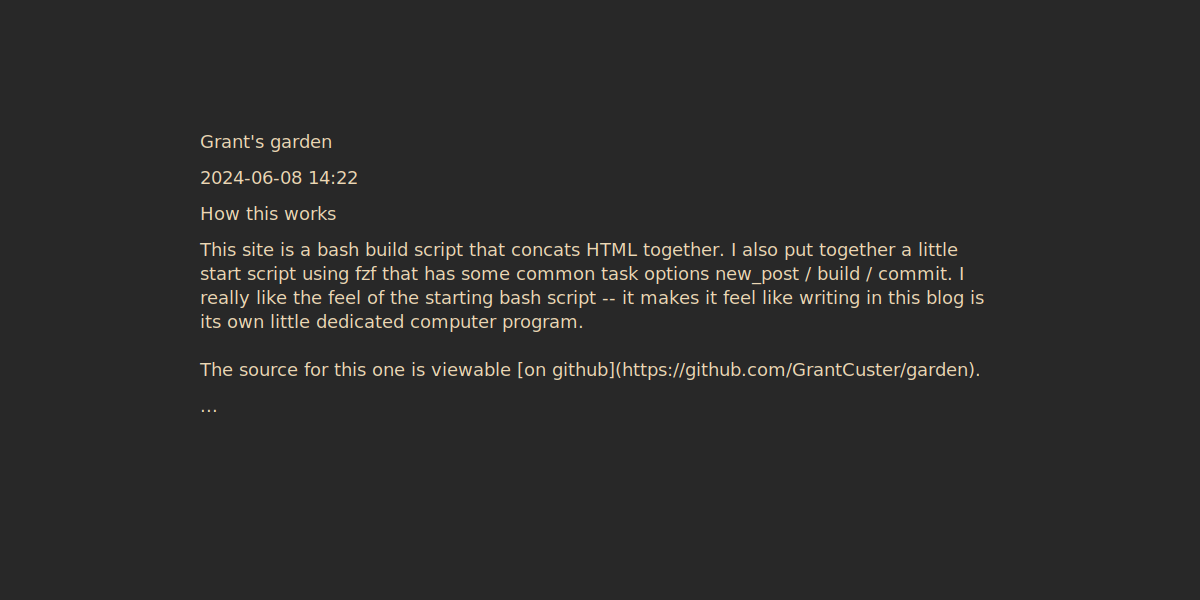 Grant's garden
2024-06-08 14:22
How this works
This site is a bash build script that concats HTML together. I also put together a little
start script using fzf that has some common task options new_post / build / commit. I
really like the feel of the starting bash script -- it makes it feel like writing in this blog is
its own little dedicated computer program.
The source for this one is viewable [on github](https://github.com/GrantCuster/garden).
...